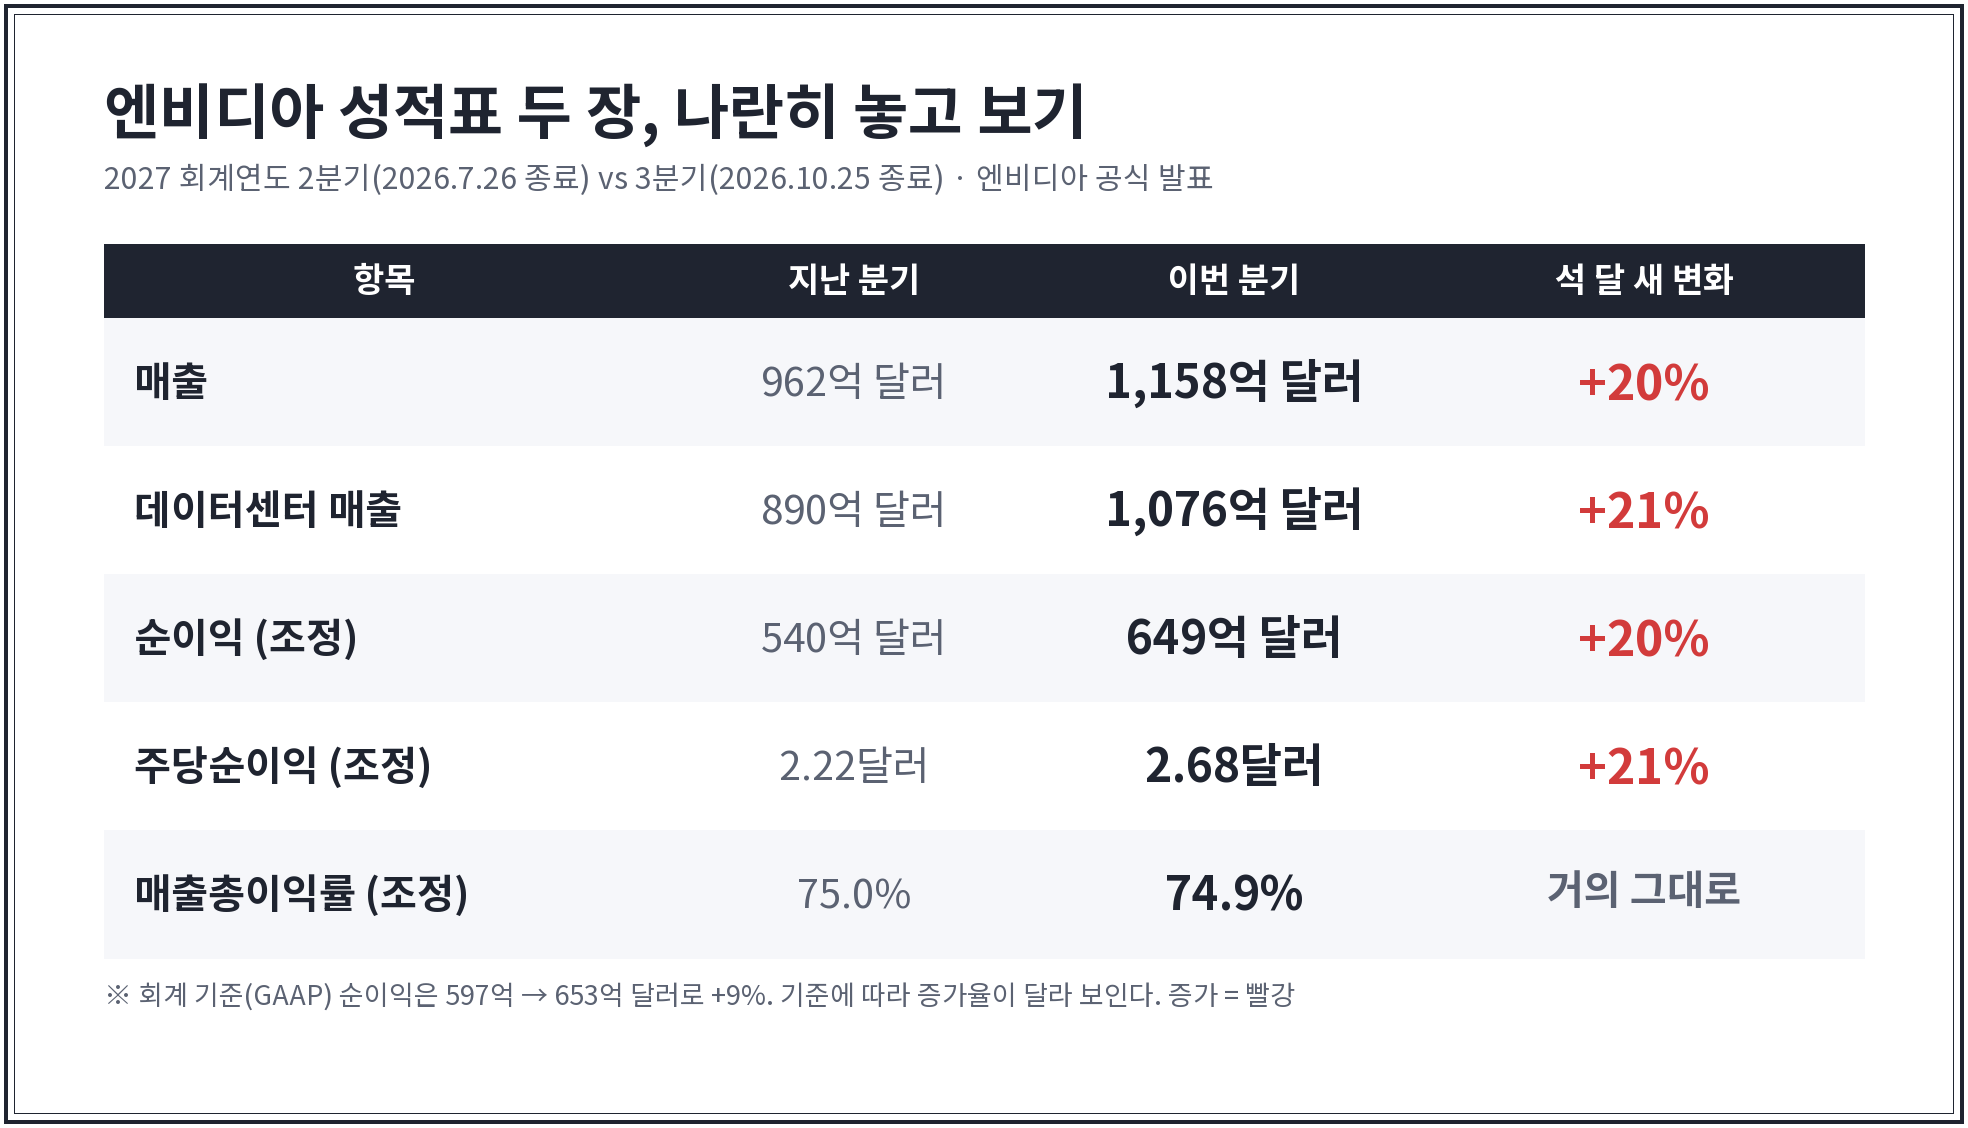 엔비디아 성적표 두 장, 나란히 놓고 보기
2027 회계연도 2분기(2026.7.26 종료) vs 3분기(2026.10.25 종료) · 엔비디아 공식 발표
항목 지난 분기 이번 분기 석 달 새 변화
매출 962억 달러 1,158억 달러 +20%
데이터센터 매출 890억 달러 1,076억 달러 +21%
순이익 (조정) 540억 달러 649억 달러 +20%
주당순이익 (조정) 2.22달러 2.68달러 +21%
매출총이익률 (조정) 75.0% 74.9% 거의 그대로
※ 회계 기준(GAAP) 순이익은 597억 → 653억 달러로 +9%. 기준에 따라 증가율이 달라 보인다. 증가 = 빨강